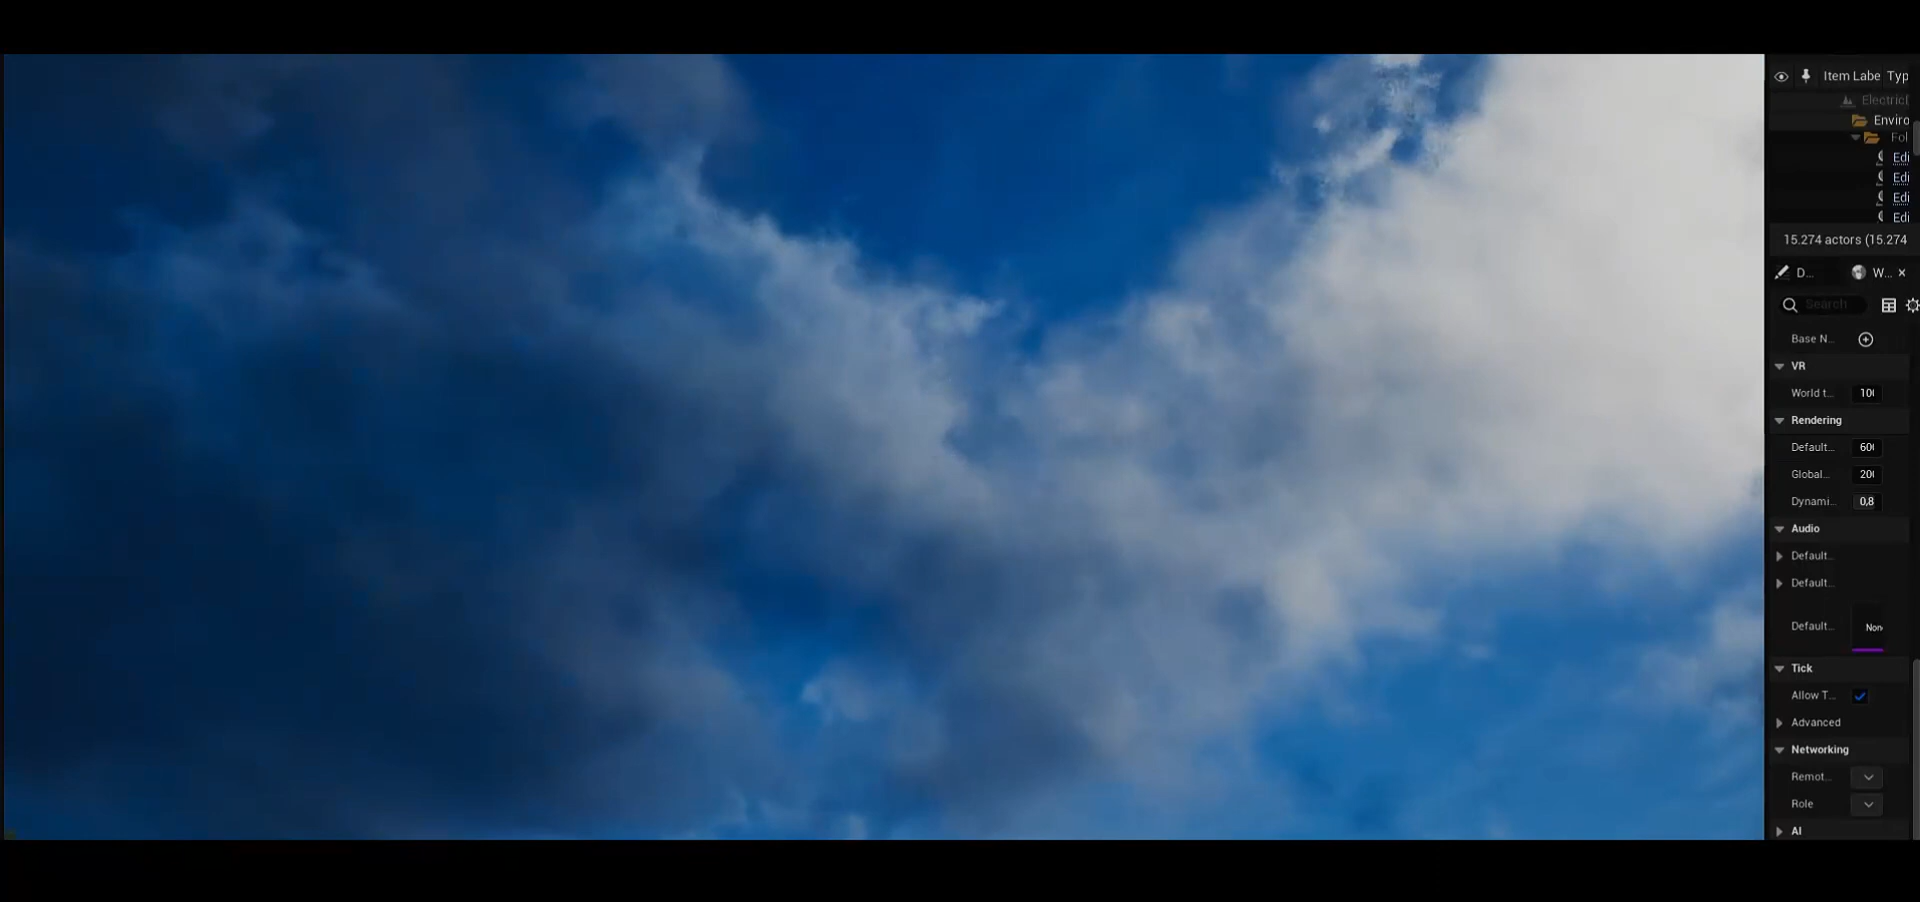 Item Labe Typ
Electricl
Enviro
Fol
Edi
Edi
Edi
Edi
15.274 actors (15.274
D...
W...
Search
Base N...
VR
World t...
10
Rendering
Default...
60
Global...
20
Dynami...
0,8
Audio
Default...
Default...
Default...
Non
Tick
Allow T...
Advanced
Networking
Remot...
Role
AI